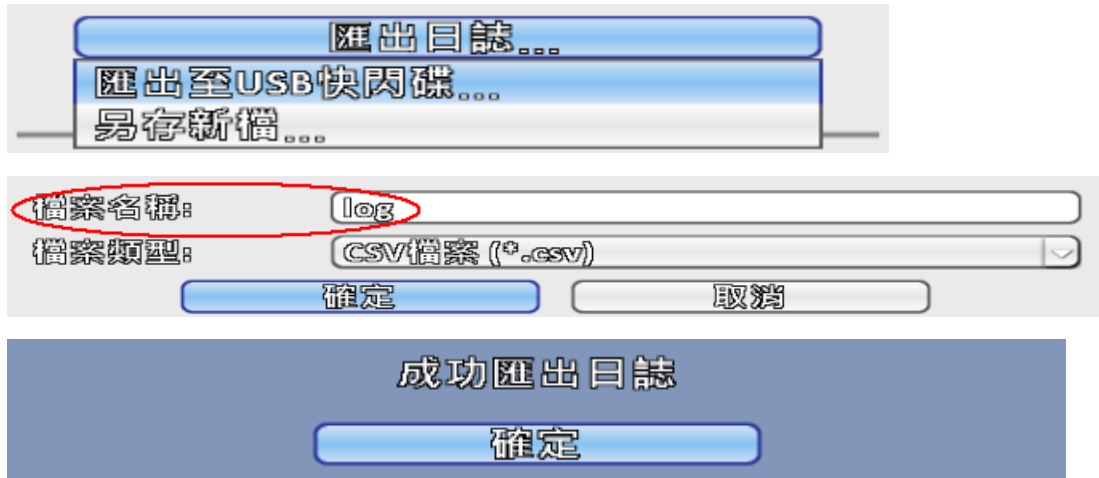 匯出日誌...
匯出至USB快閃碟...
另存新檔...
檔案名稱: log
檔案類型: CSV檔案 (*.csv)
確定 取消
成功匯出日誌
確定